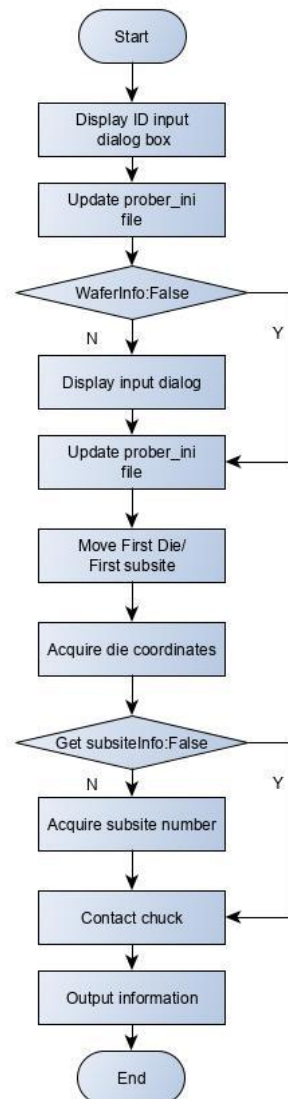 Start
Display ID input
dialog box
Update prober_ini
file
WaferInfo:False
N
Y
Display input dialog
Update prober_ini
file
Move First Die/
First subsite
Acquire die coordinates
Get subsiteInfo:False
N
Y
Acquire subsite number
Contact chuck
Output information
End